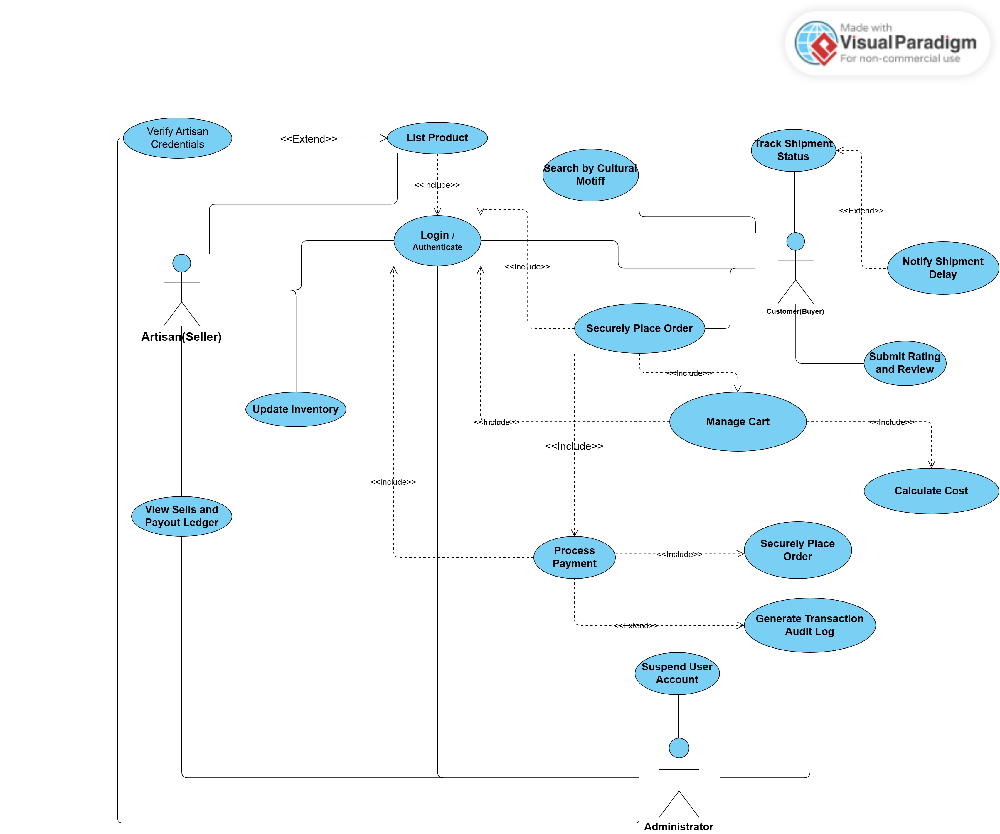 Made with
Visual Paradigm
For non-commercial use
Verify Artisan
Credentials
<<Extend>>
List Product
Track Shipment
Status
Search by Cultural
Motiff
<<Include>>
<<Extend>>
Login /
Authenticate
Notify Shipment
Delay
<<Include>>
Customer(Buyer)
Securely Place Order
Artisan(Seller)
Submit Rating
and Review
<<Include>>
Update Inventory
Manage Cart
<<Include>>
<<Include>>
<<Include>>
<<Include>>
Calculate Cost
View Sells and
Payout Ledger
Process
Payment
<<Include>>
Securely Place
Order
Generate Transaction
Audit Log
<<Extend>>
Suspend User
Account
Administrator